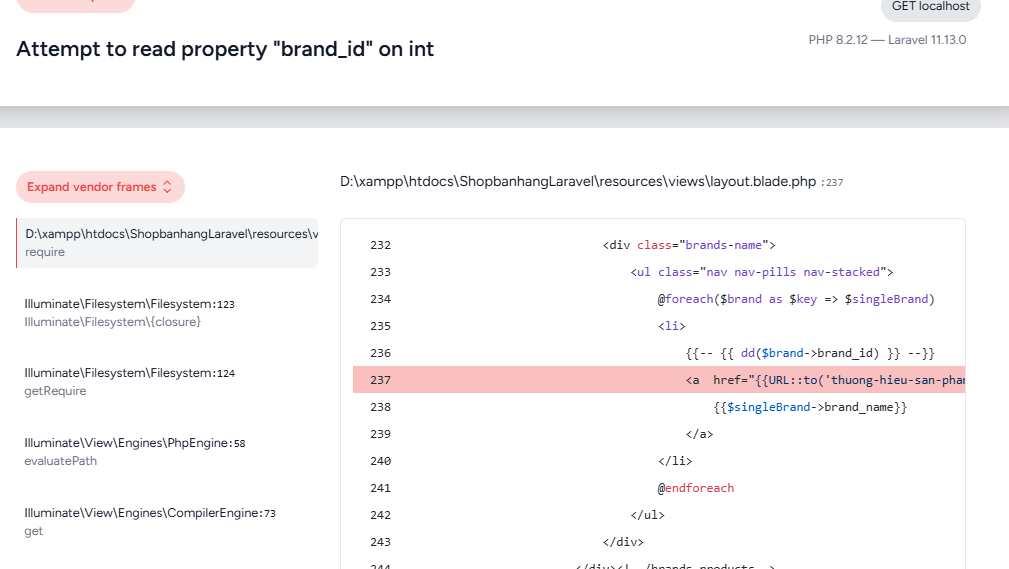 GET localhost
Attempt to read property "brand_id" on int
PHP 8.2.12 — Laravel 11.13.0
Expand vendor frames
D:\xampp\htdocs\ShopbanhangLaravel\resources\views\layout.blade.php :237
D:\xampp\htdocs\ShopbanhangLaravel\resources\v
require
Illuminate\Filesystem\Filesystem:123
Illuminate\Filesystem\{closure}
Illuminate\Filesystem\Filesystem:124
getRequire
Illuminate\View\Engines\PhpEngine:58
evaluatePath
Illuminate\View\Engines\CompilerEngine:73
get
232 <div class="brands-name">
233 <ul class="nav nav-pills nav-stacked">
234 @foreach($brand as $key => $singleBrand)
235 <li>
236 {{-- {{ dd($brand->brand_id) }} --}}
237 <a  href="{{URL::to('thuong-hieu-san-pha
238 {{$singleBrand->brand_name}}
239 </a>
240 </li>
241 @endforeach
242 </ul>
243 </div>